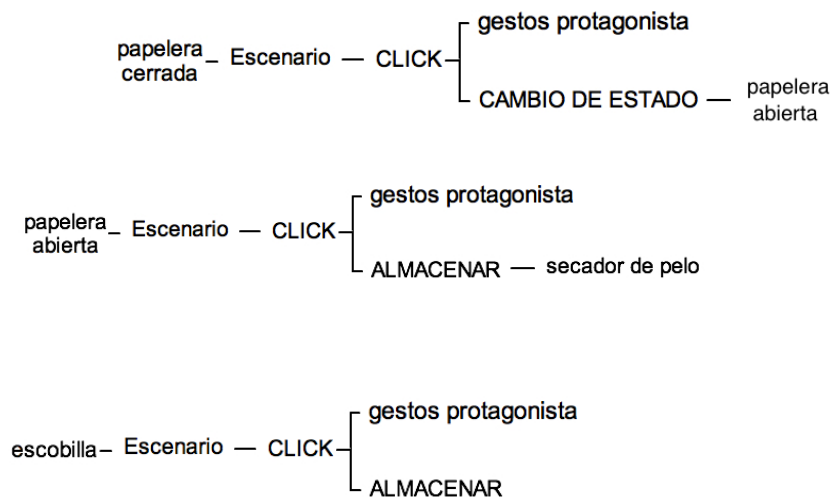 gestos protagonista
papelera cerrada – Escenario — CLICK
CAMBIO DE ESTADO — papelera abierta
gestos protagonista
papelera abierta – Escenario — CLICK
ALMACENAR — secador de pelo
gestos protagonista
escobilla – Escenario — CLICK
ALMACENAR